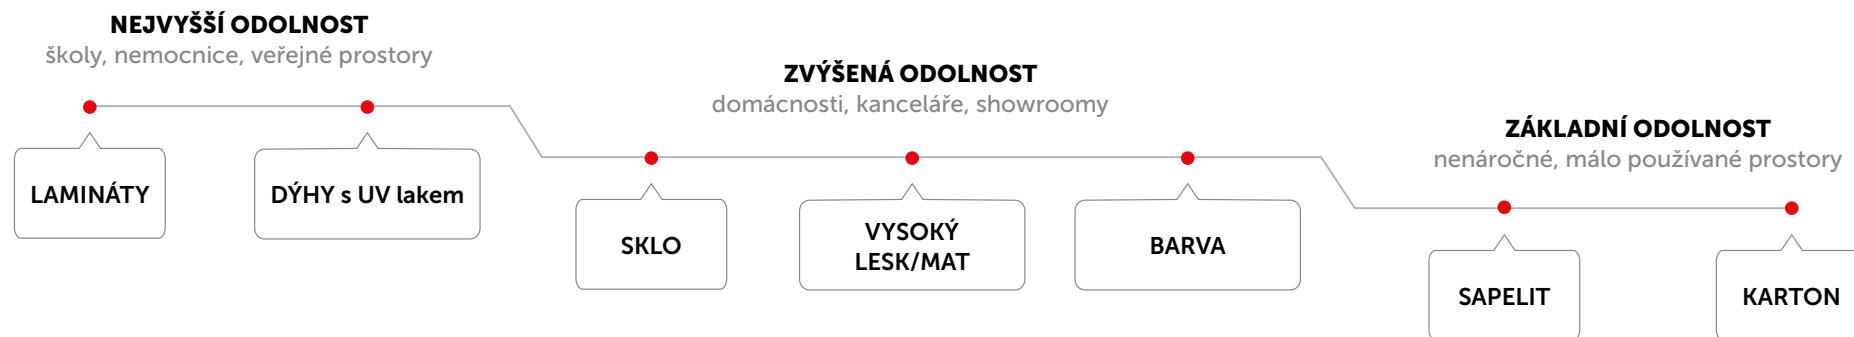 NEJVYŠŠÍ ODOLNOST
školy, nemocnice, veřejné prostory
LAMINÁTY
DÝHY s UV lakem
ZVÝŠENÁ ODOLNOST
domácnosti, kanceláře, showroomy
SKLO
VYSOKÝ
LESK/MAT
BARVA
ZÁKLADNÍ ODOLNOST
nenáročné, málo používané prostory
SAPELIT
KARTON